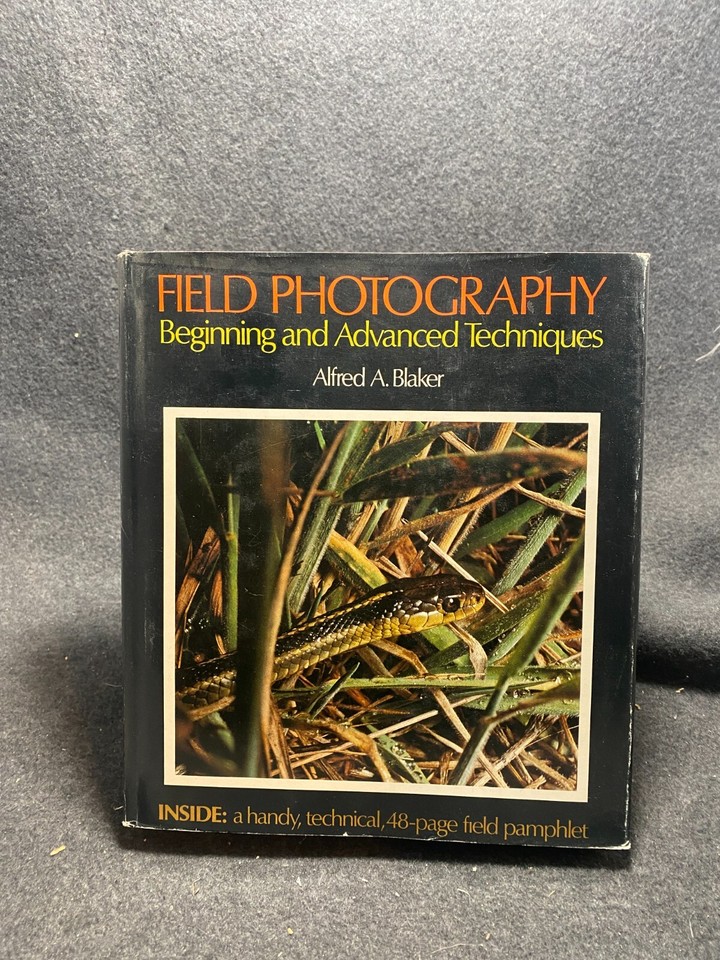 FIELD PHOTOGRAPHY
Beginning and Advanced Techniques
Alfred A. Blaker
INSIDE: a handy, technical, 48-page field pamphlet